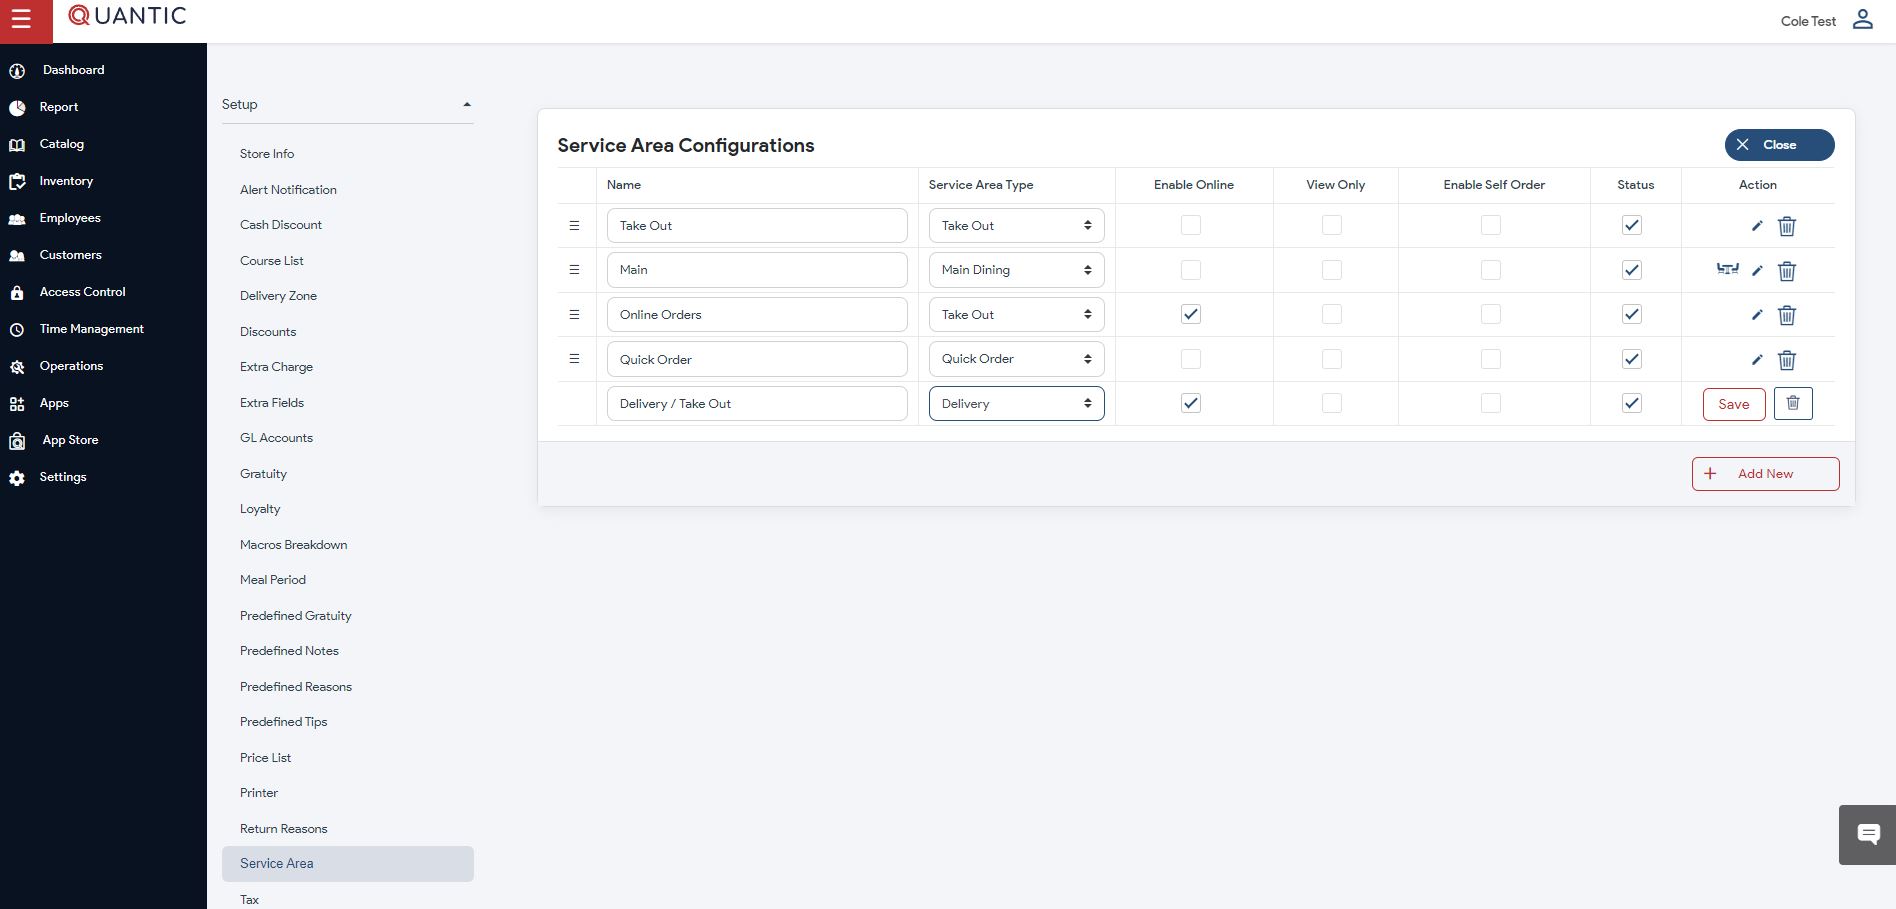 QUANTIC
Cole Test
Dashboard
Report
Catalog
Inventory
Employees
Customers
Access Control
Time Management
Operations
Apps
App Store
Settings
Setup
Store Info
Alert Notification
Cash Discount
Course List
Delivery Zone
Discounts
Extra Charge
Extra Fields
GL Accounts
Gratuity
Loyalty
Macros Breakdown
Meal Period
Predefined Gratuity
Predefined Notes
Predefined Reasons
Predefined Tips
Price List
Printer
Return Reasons
Service Area
Tax
Service Area Configurations
Close
Name Service Area Type Enable Online View Only Enable Self Order Status Action
Take Out Take Out
Main Main Dining
Online Orders Take Out
Quick Order Quick Order
Delivery / Take Out Delivery Save
Add New